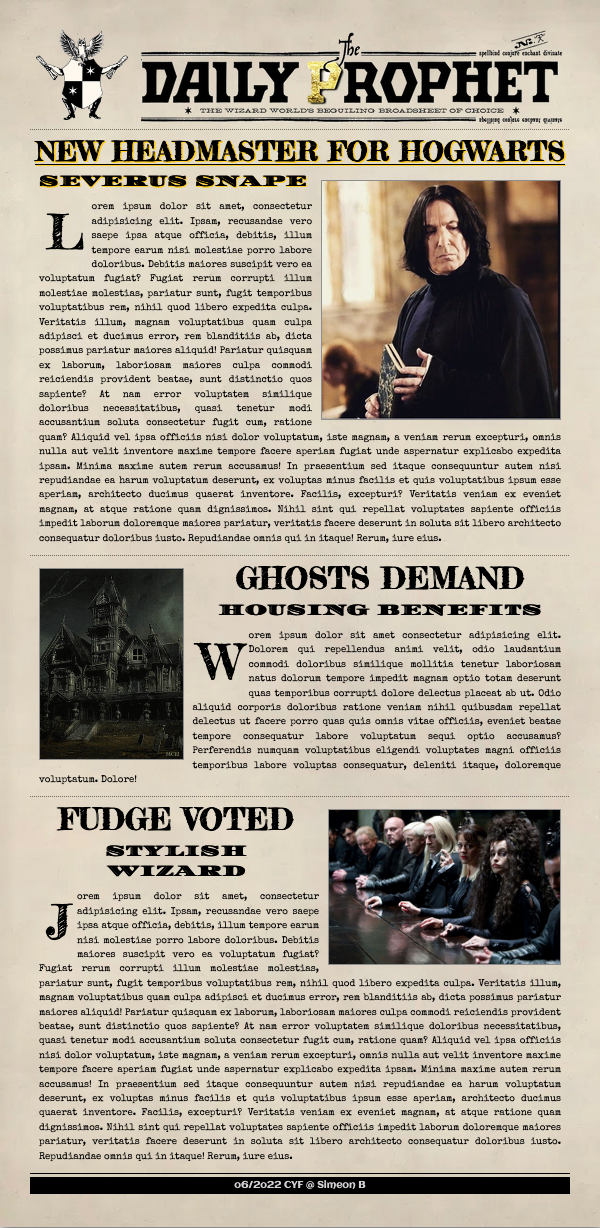 The
spellbind conjure enchant divinate
DAILY PROPHET
THE WIZARD WORLD'S BEGUILING BROADSHEET OF CHOICE
NEW HEADMASTER FOR HOGWARTS
SEVERUS SNAPE
Lorem ipsum dolor sit amet, consectetur
adipisicing elit. Ipsam, recusandae vero
saepe ipsa atque officia, debitis, illum
tempore earum nisi molestiae porro labore
doloribus. Debitis maiores suscipit vero ea
voluptatum fugiat? Fugiat rerum corrupti illum
molestiae molestias, pariatur sunt, fugit temporibus
voluptatibus rem, nihil quod libero expedita culpa.
Veritatis illum, magnam voluptatibus quam culpa
adipisci et ducimus error, rem blanditiis ab, dicta
possimus pariatur maiores aliquid! Pariatur quisquam
ex laborum, laboriosam maiores culpa commodi
reiciendis provident beatae, sunt distinctio quos
sapiente? At nam error voluptatem similique
doloribus necessitatibus, quasi tenetur modi
accusantium soluta consectetur fugit cum, ratione
quam? Aliquid vel ipsa officiis nisi dolor voluptatum, iste magnam, a veniam rerum excepturi, omnis
nulla aut velit inventore maxime tempore facere aperiam fugiat unde aspernatur explicabo expedita
ipsam. Minima maxime autem rerum accusamus! In praesentium sed itaque consequuntur autem nisi
repudiandae ea harum voluptatum deserunt, ex voluptas minus facilis et quis voluptatibus ipsum esse
aperiam, architecto ducimus quaerat inventore. Facilis, excepturi? Veritatis veniam ex eveniet
magnam, at atque ratione quam dignissimos. Nihil sint qui repellat voluptates sapiente officiis
impedit laborum doloremque maiores pariatur, veritatis facere deserunt in soluta sit libero architecto
consequatur doloribus iusto. Repudiandae omnis qui in itaque! Rerum, iure eius.
GHOSTS DEMAND
HOUSING BENEFITS
Worem ipsum dolor sit amet consectetur adipisicing elit.
Dolorem qui repellendus animi velit, odio laudantium
commodi doloribus similique mollitia tenetur laboriosam
natus dolorum tempore impedit magnam optio totam deserunt
quas temporibus corrupti dolore delectus placeat ab ut. Odio
aliquid corporis doloribus ratione veniam nihil quibusdam repellat
delectus ut facere porro quas quis omnis vitae officiis, eveniet beatae
tempore consequatur labore voluptatum sequi optio accusamus?
Perferendis numquam voluptatibus eligendi voluptates magni officiis
temporibus labore voluptas consequatur, deleniti itaque, doloremque
voluptatum. Dolore!
FUDGE VOTED
STYLISH
WIZARD
Jorem ipsum dolor sit amet, consectetur
adipisicing elit. Ipsam, recusandae vero saepe
ipsa atque officia, debitis, illum tempore earum
nisi molestiae porro labore doloribus. Debitis
maiores suscipit vero ea voluptatum fugiat?
Fugiat rerum corrupti illum molestiae molestias,
pariatur sunt, fugit temporibus voluptatibus rem, nihil quod libero expedita culpa. Veritatis illum,
magnam voluptatibus quam culpa adipisci et ducimus error, rem blanditiis ab, dicta possimus pariatur
maiores aliquid! Pariatur quisquam ex laborum, laboriosam maiores culpa commodi reiciendis provident
beatae, sunt distinctio quos sapiente? At nam error voluptatem similique doloribus necessitatibus,
quasi tenetur modi accusantium soluta consectetur fugit cum, ratione quam? Aliquid vel ipsa officiis
nisi dolor voluptatum, iste magnam, a veniam rerum excepturi, omnis nulla aut velit inventore maxime
tempore facere aperiam fugiat unde aspernatur explicabo expedita ipsam. Minima maxime autem rerum
accusamus! In praesentium sed itaque consequuntur autem nisi repudiandae ea harum voluptatum
deserunt, ex voluptas minus facilis et quis voluptatibus ipsum esse aperiam, architecto ducimus
quaerat inventore. Facilis, excepturi? Veritatis veniam ex eveniet magnam, at atque ratione quam
dignissimos. Nihil sint qui repellat voluptates sapiente officiis impedit laborum doloremque maiores
pariatur, veritatis facere deserunt in soluta sit libero architecto consequatur doloribus iusto.
Repudiandae omnis qui in itaque! Rerum, iure eius.
06/2022 CYF @ Simeon B